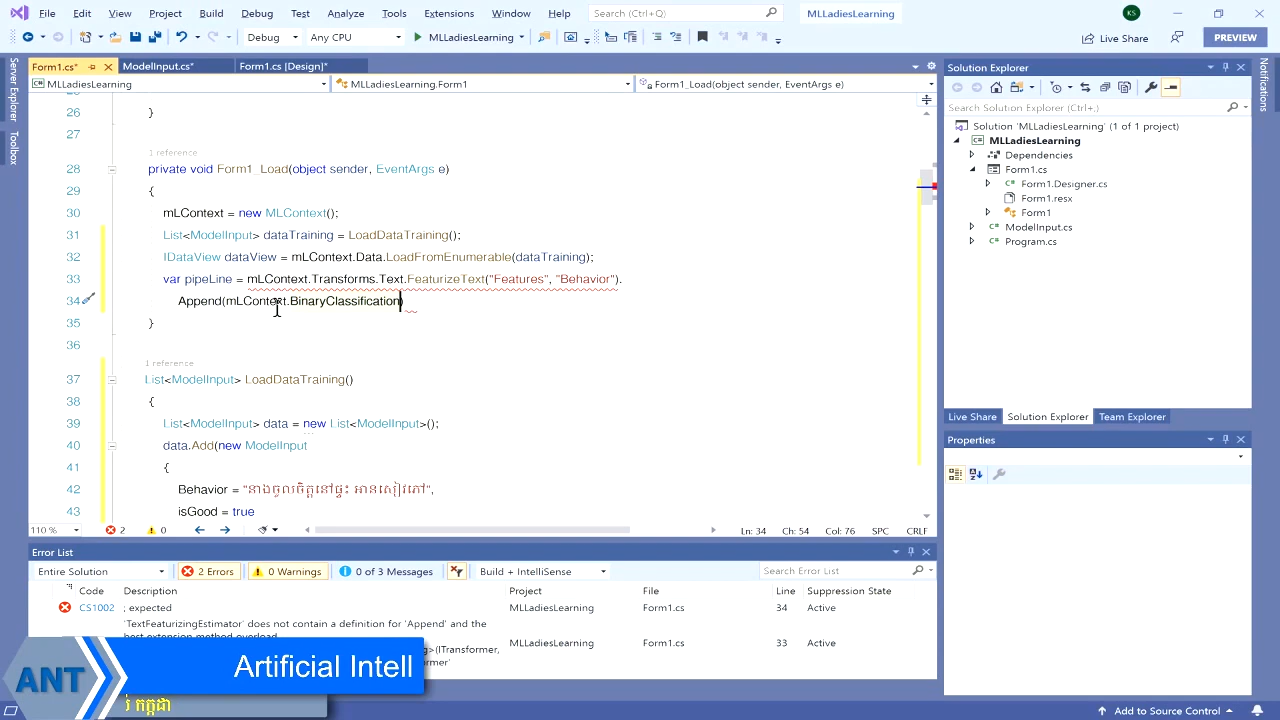 File Edit View Project Build Debug Test Analyze Tools Extensions Window Help Search (Ctrl+Q) MLLadiesLearning KS
Debug Any CPU MLLadiesLearning Live Share PREVIEW
Server Explorer
Toolbox
Form1.cs* ModelInput.cs* Form1.cs [Design]*
MLLadiesLearning MLLadiesLearning.Form1 Form1_Load(object sender, EventArgs e)
26 }
27
1 reference
28 private void Form1_Load(object sender, EventArgs e)
29 {
30 mLContext = new MLContext();
31 List<ModelInput> dataTraining = LoadDataTraining();
32 IDataView dataView = mLContext.Data.LoadFromEnumerable(dataTraining);
33 var pipeLine = mLContext.Transforms.Text.FeaturizeText("Features", "Behavior").
34 Append(mLContext.BinaryClassification)
35 }
36
1 reference
37 List<ModelInput> LoadDataTraining()
38 {
39 List<ModelInput> data = new List<ModelInput>();
40 data.Add(new ModelInput
41 {
42 Behavior = "នាងចូលចិត្តនៅផ្ទះ អានសៀវភៅ",
43 isGood = true
110 % 2 0 Ln: 34 Ch: 54 Col: 76 SPC CRLF
Error List
Entire Solution 2 Errors 0 Warnings 0 of 3 Messages Build + IntelliSense Search Error List
Code Description Project File Line Suppression State
CS1002 ; expected MLLadiesLearning Form1.cs 34 Active
'TextFeaturizingEstimator' does not contain a definition for 'Append' and the
best extension method overload
MLLadiesLearning Form1.cs 33 Active
>(ITransformer,
Solution Explorer
Search Solution Explorer (Ctrl+;)
Solution 'MLLadiesLearning' (1 of 1 project)
MLLadiesLearning
Dependencies
Form1.cs
Form1.Designer.cs
Form1.resx
Form1
ModelInput.cs
Program.cs
Live Share Solution Explorer Team Explorer
Properties
Notifications
ANT Artificial Intell
Add to Source Control